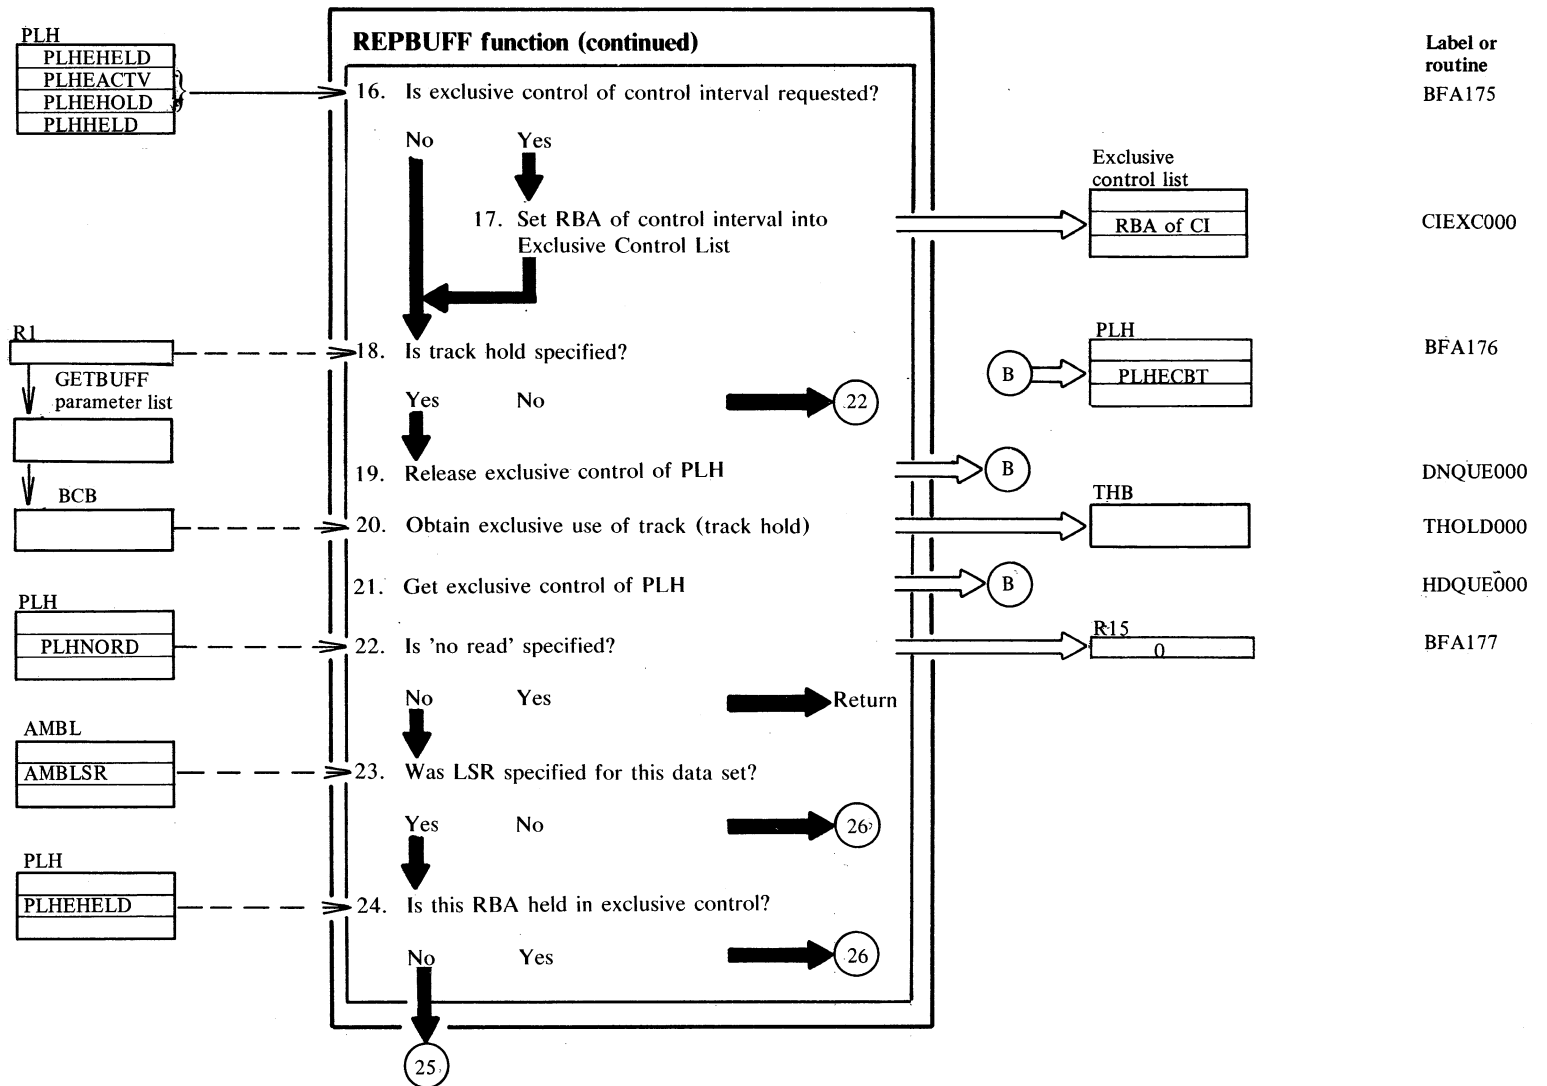 PLH
PLHEHELD
PLHEACTV
PLHEHOLD
PLHHELD
REPBUFF function (continued)
Label or
routine
16. Is exclusive control of control interval requested?
BFA175
No Yes
Exclusive
control list
17. Set RBA of control interval into
Exclusive Control List
RBA of CI
CIEXC000
R1
18. Is track hold specified?
PLH
BFA176
GETBUFF
parameter list
B
PLHECBT
Yes No
22
19. Release exclusive control of PLH
B
DNQUE000
BCB
THB
20. Obtain exclusive use of track (track hold)
THOLD000
21. Get exclusive control of PLH
B
HDQUE000
PLH
PLHNORD
22. Is 'no read' specified?
R15
0
BFA177
No Yes
Return
AMBL
AMBLSR
23. Was LSR specified for this data set?
Yes No
26
PLH
PLHEHELD
24. Is this RBA held in exclusive control?
No Yes
26
25